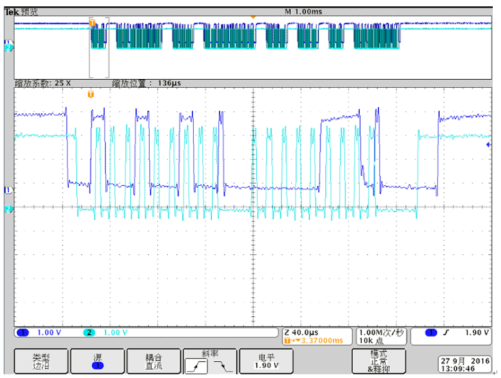 Tek 预览
M 1.00ms
缩放系数: 25 X
缩放位置: 136µs
1 1.00 V
2 1.00 V
Z 40.0µs
3.37000ms
1.00M次/秒
10k 点
1
1.90 V
类型
边沿
源
1
耦合
直流
斜率
电平
1.90 V
模式
正常
&释抑
27 9月 2016
13:09:46